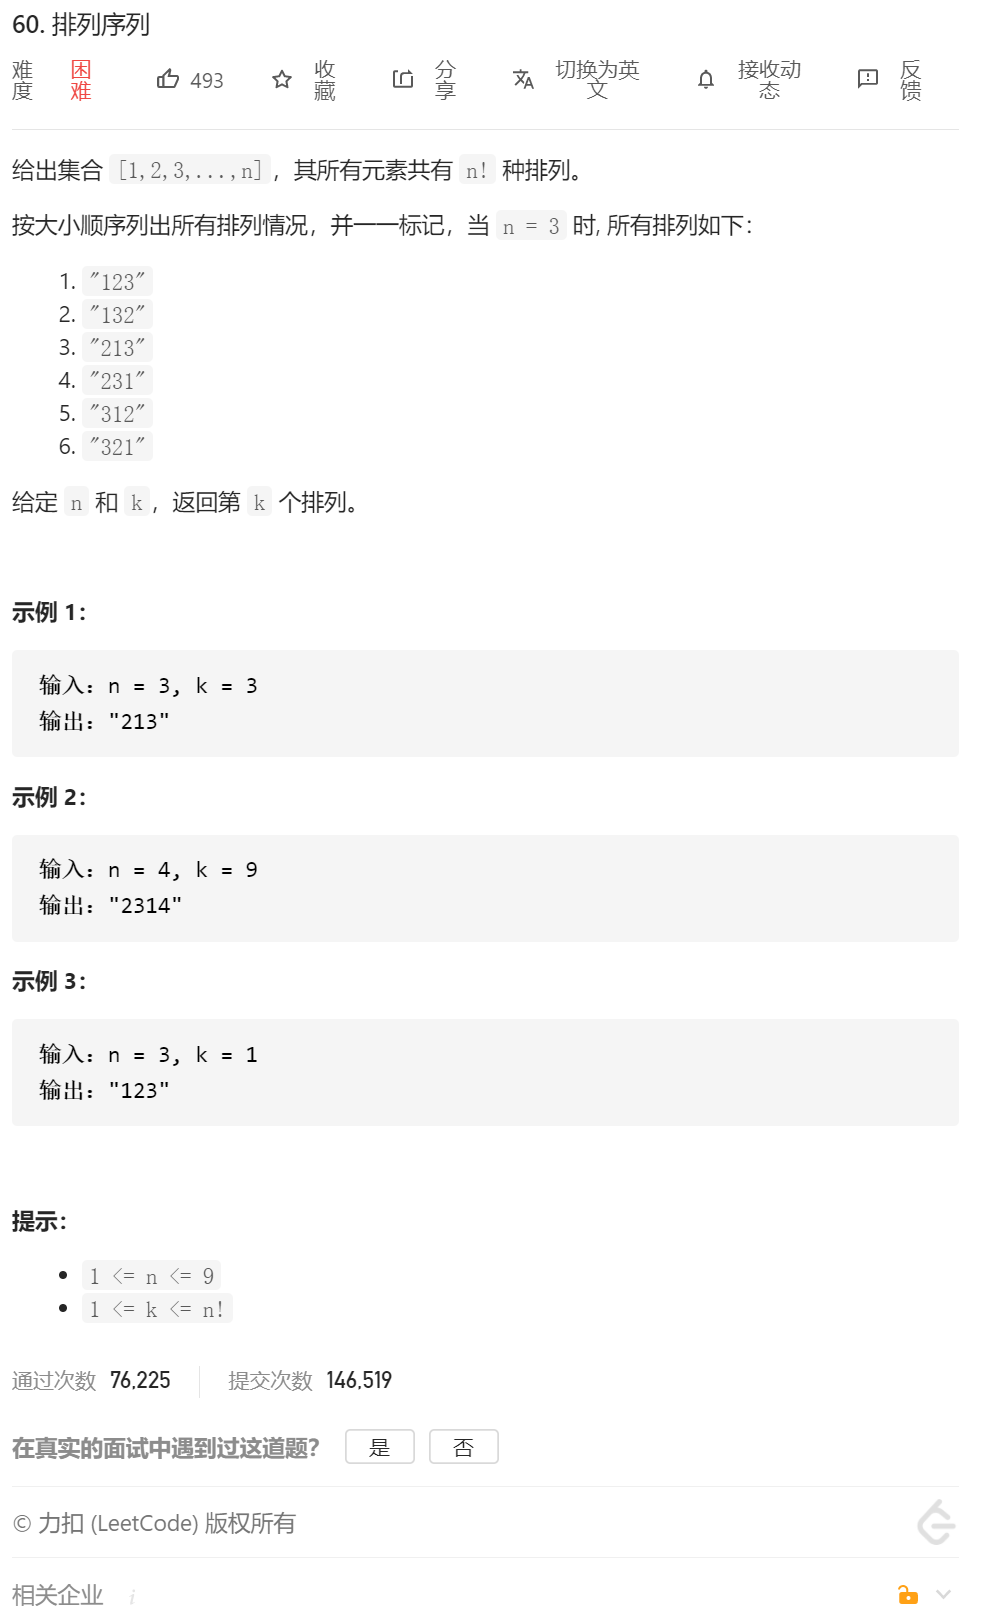 60. 排列序列
难度 困难 493 收藏 分享 切换为英文 接收动态 反馈
给出集合 [1,2,3,...,n]，其所有元素共有 n! 种排列。
按大小顺序列出所有排列情况，并一一标记，当 n = 3 时, 所有排列如下：
1. "123"
2. "132"
3. "213"
4. "231"
5. "312"
6. "321"
给定 n 和 k，返回第 k 个排列。
示例 1：
输入：n = 3, k = 3
输出："213"
示例 2：
输入：n = 4, k = 9
输出："2314"
示例 3：
输入：n = 3, k = 1
输出："123"
提示：
1 <= n <= 9
1 <= k <= n!
通过次数 76,225 提交次数 146,519
在真实的面试中遇到过这道题？ 是 否
© 力扣 (LeetCode) 版权所有
相关企业 i